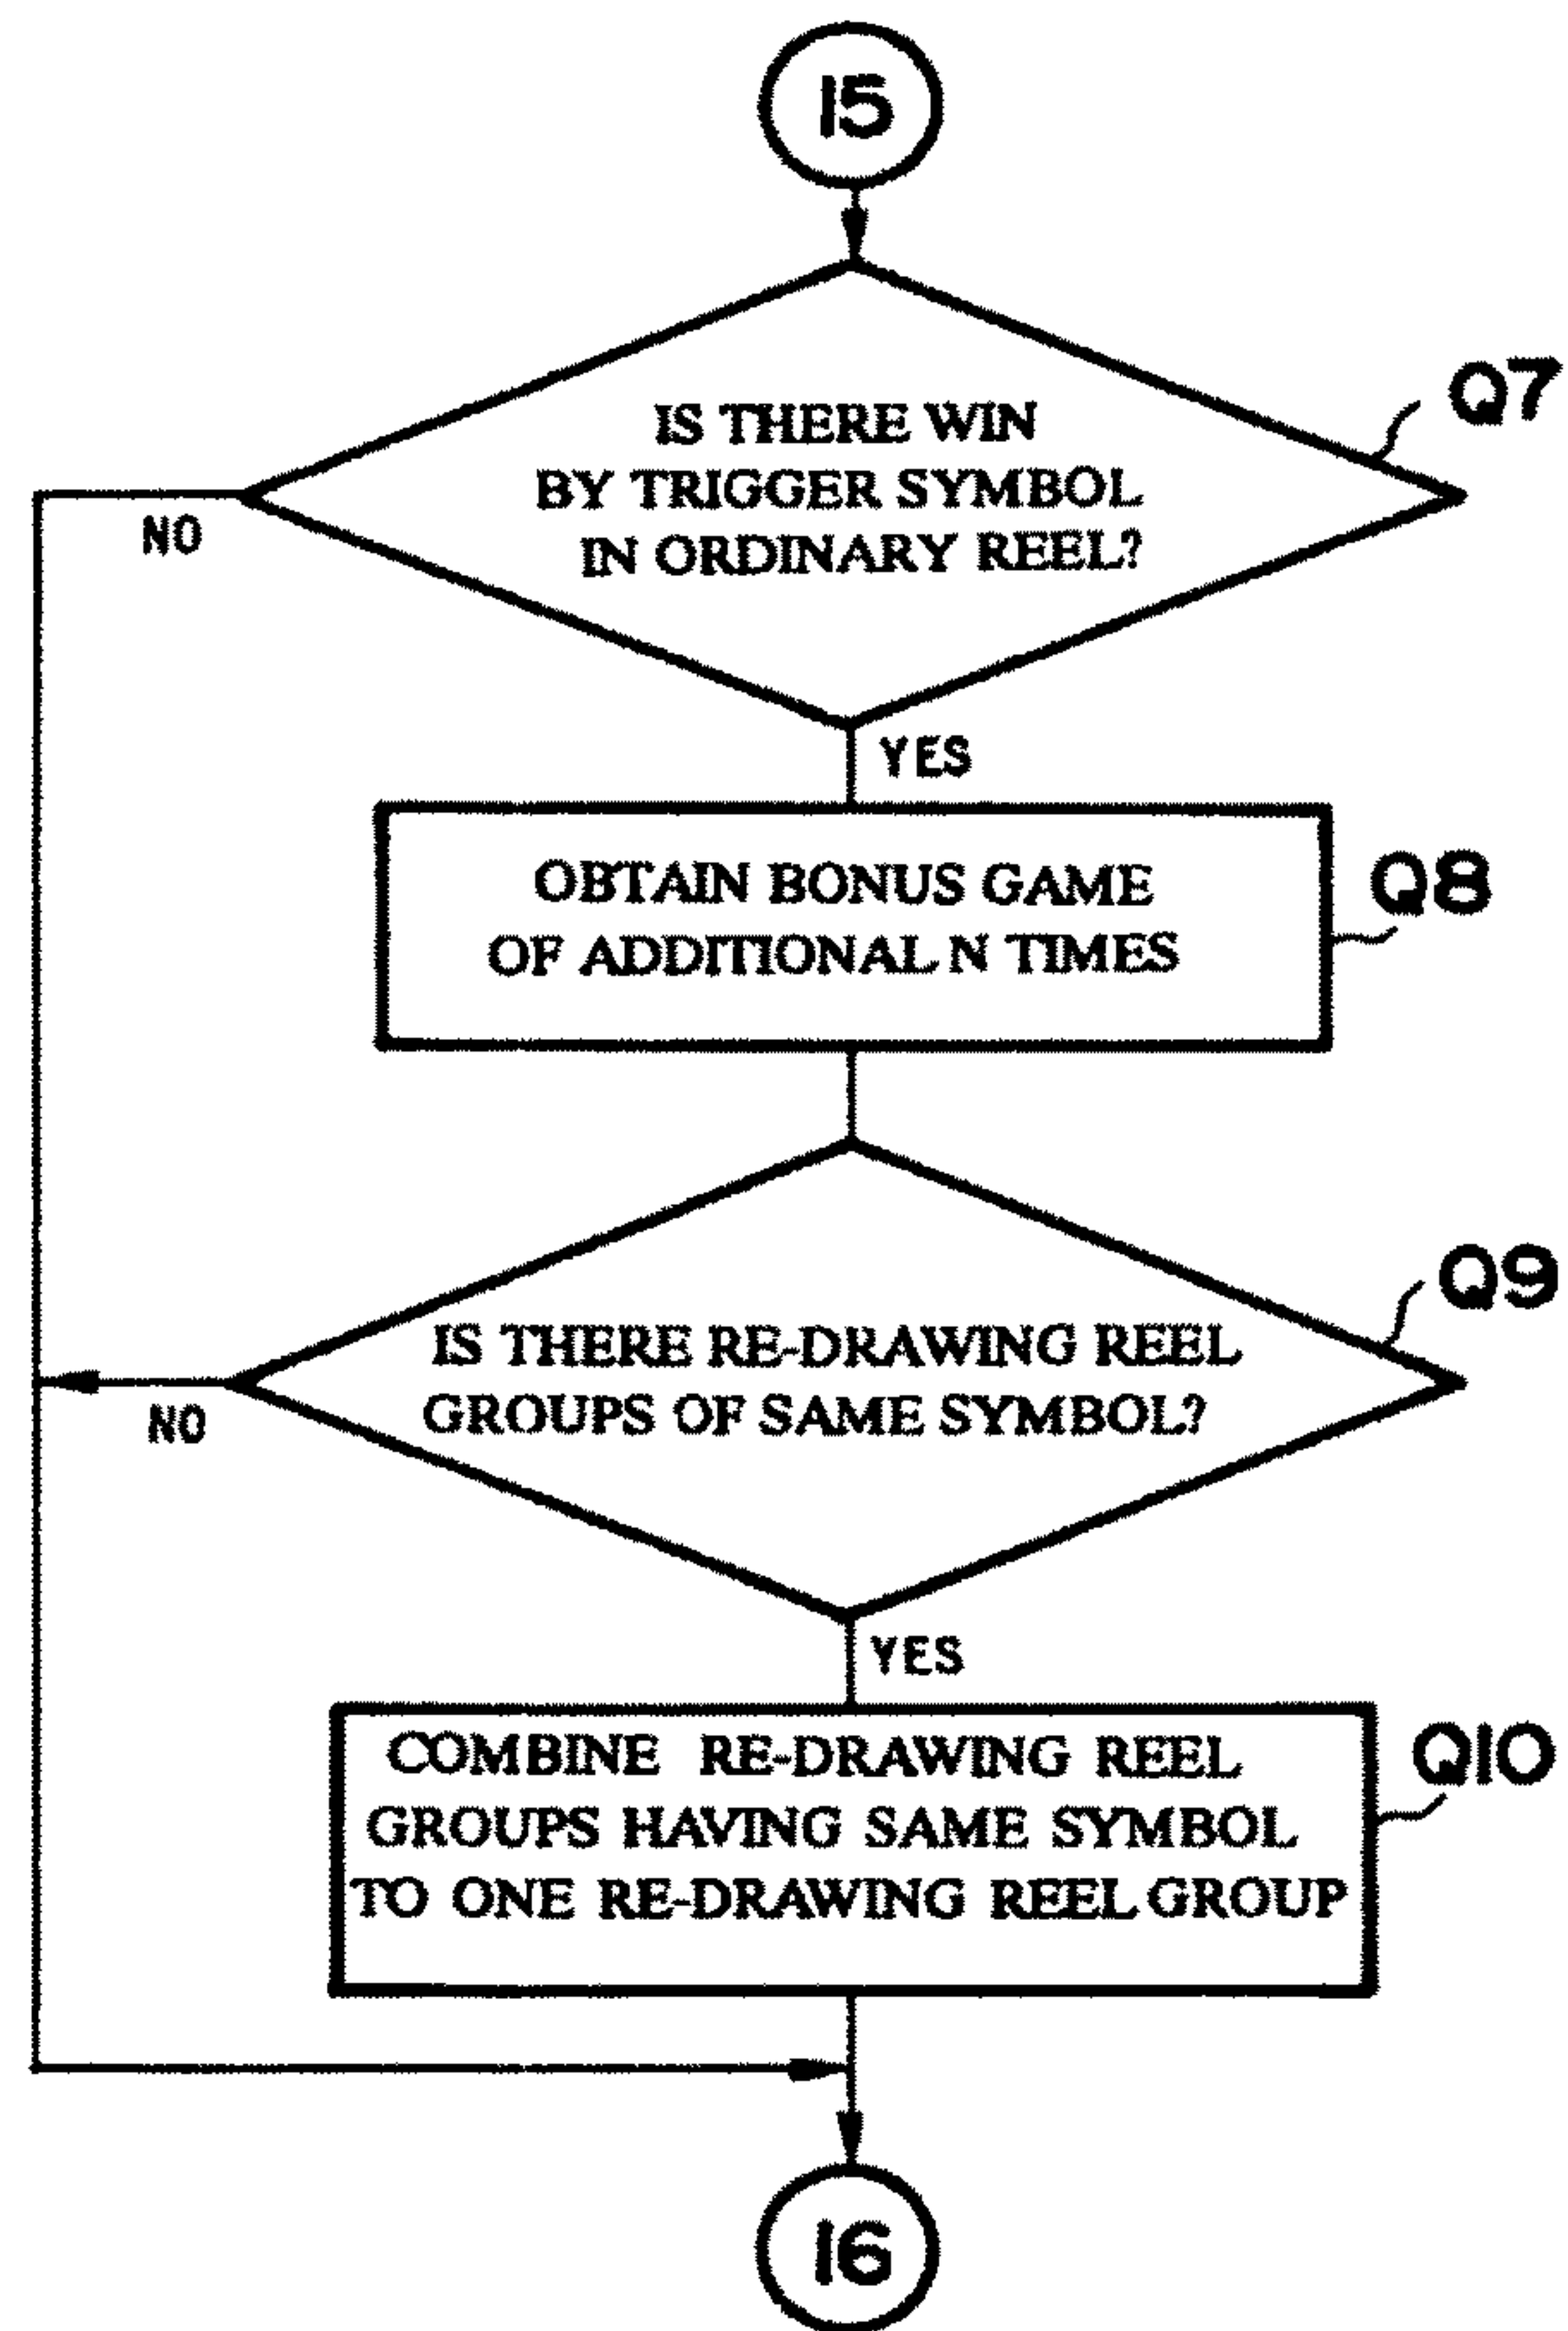 15
IS THERE WIN
BY TRIGGER SYMBOL
IN ORDINARY REEL?
Q7
NO
YES
OBTAIN BONUS GAME
OF ADDITIONAL N TIMES
Q8
IS THERE RE-DRAWING REEL
GROUPS OF SAME SYMBOL?
Q9
NO
YES
COMBINE RE-DRAWING REEL
GROUPS HAVING SAME SYMBOL
TO ONE RE-DRAWING REEL GROUP
Q10
16